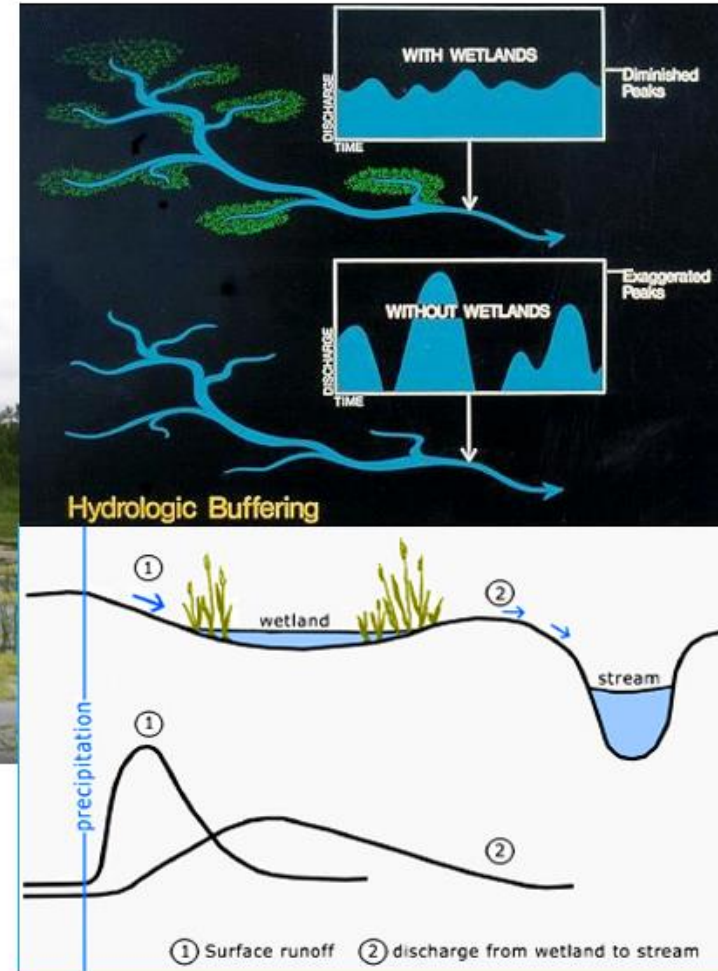 WITH WETLANDS
Diminished
Peaks
DISCHARGE
TIME
WITHOUT WETLANDS
Exaggerated
Peaks
DISCHARGE
TIME
Hydrologic Buffering
1
2
wetland
stream
precipitation
1
2
1 Surface runoff 2 discharge from wetland to stream